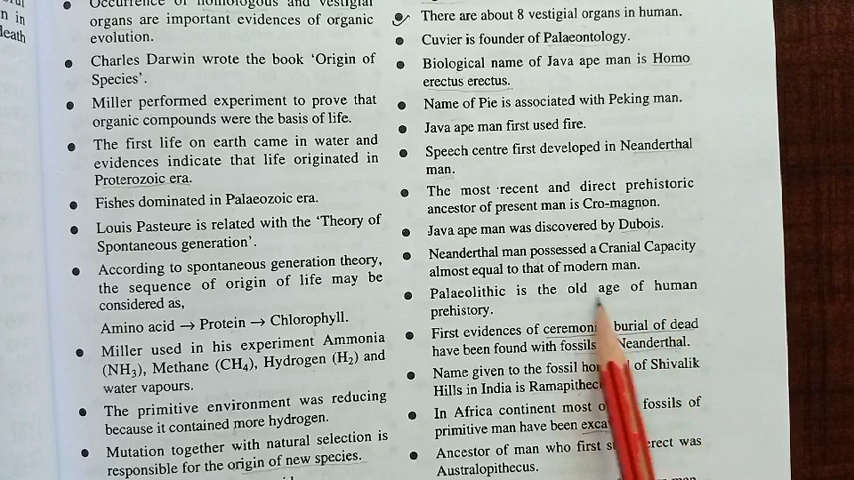 n in
death
Occurrence of homologous and vestigial
organs are important evidences of organic
evolution.
● Charles Darwin wrote the book 'Origin of
Species'.
● Miller performed experiment to prove that
organic compounds were the basis of life.
● The first life on earth came in water and
evidences indicate that life originated in
Proterozoic era.
● Fishes dominated in Palaeozoic era.
● Louis Pasteure is related with the 'Theory of
Spontaneous generation'.
● According to spontaneous generation theory,
the sequence of origin of life may be
considered as,
Amino acid → Protein → Chlorophyll.
● Miller used in his experiment Ammonia
(NH₃), Methane (CH₄), Hydrogen (H₂) and
water vapours.
● The primitive environment was reducing
because it contained more hydrogen.
● Mutation together with natural selection is
responsible for the origin of new species.
● There are about 8 vestigial organs in human.
● Cuvier is founder of Palaeontology.
● Biological name of Java ape man is Homo
erectus erectus.
● Name of Pie is associated with Peking man.
● Java ape man first used fire.
● Speech centre first developed in Neanderthal
man.
● The most recent and direct prehistoric
ancestor of present man is Cro-magnon.
● Java ape man was discovered by Dubois.
● Neanderthal man possessed a Cranial Capacity
almost equal to that of modern man.
● Palaeolithic is the old age of human
prehistory.
● First evidences of burial of dead
have been found with fossils Neanderthal.
● Name given to the fossil of Shivalik
Hills in India is
● In Africa continent most fossils of
primitive man have been
● Ancestor of man who first erect was
Australopithecus.